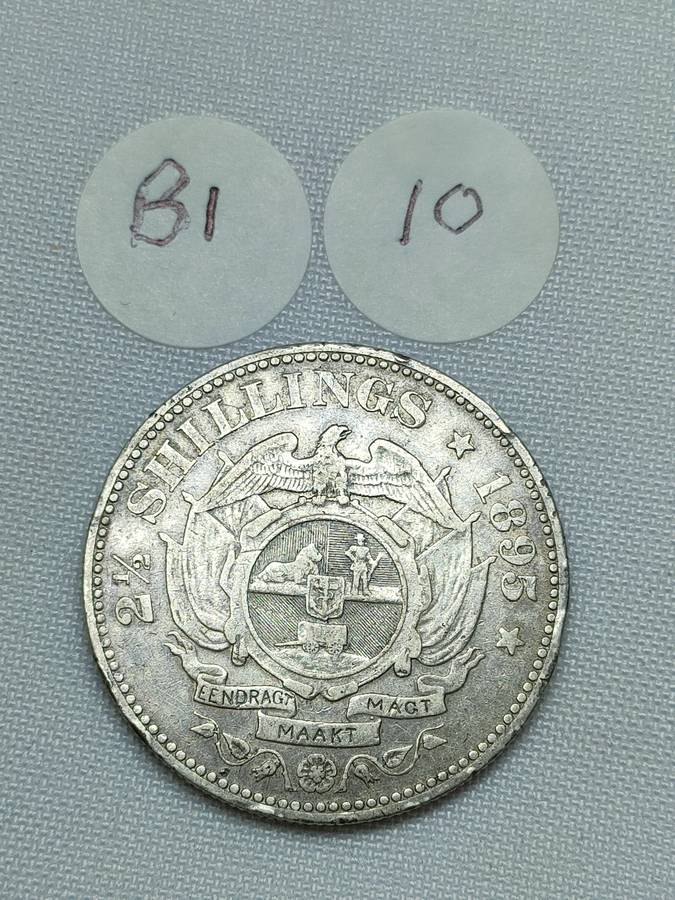 B1
10
2½ SHILLINGS ★ 1895 ★
EENDRAGT MAAKT MAGT